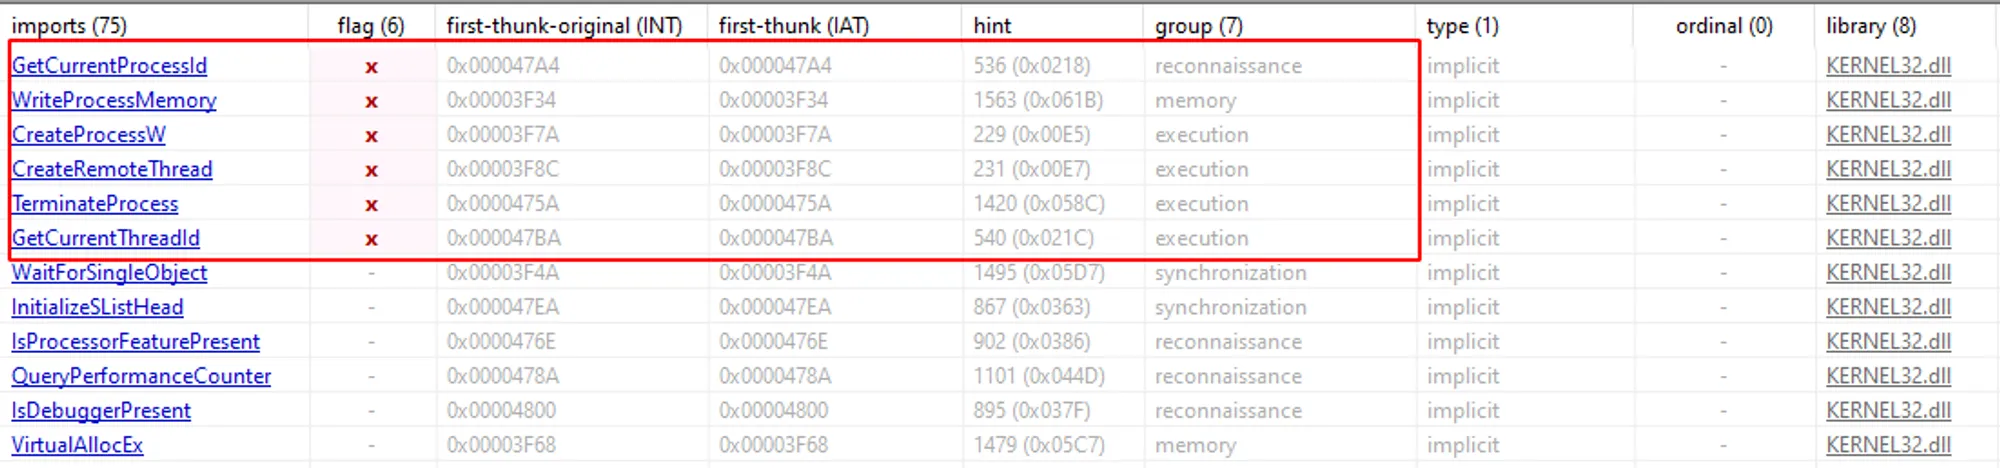 imports (75) flag (6) first-thunk-original (INT) first-thunk (IAT) hint group (7) type (1) ordinal (0) library (8)
GetCurrentProcessId x 0x000047A4 0x000047A4 536 (0x0218) reconnaissance implicit - KERNEL32.dll
WriteProcessMemory x 0x00003F34 0x00003F34 1563 (0x061B) memory implicit - KERNEL32.dll
CreateProcessW x 0x00003F7A 0x00003F7A 229 (0x00E5) execution implicit - KERNEL32.dll
CreateRemoteThread x 0x00003F8C 0x00003F8C 231 (0x00E7) execution implicit - KERNEL32.dll
TerminateProcess x 0x0000475A 0x0000475A 1420 (0x058C) execution implicit - KERNEL32.dll
GetCurrentThreadId x 0x000047BA 0x000047BA 540 (0x021C) execution implicit - KERNEL32.dll
WaitForSingleObject - 0x00003F4A 0x00003F4A 1495 (0x05D7) synchronization implicit - KERNEL32.dll
InitializeSListHead - 0x000047EA 0x000047EA 867 (0x0363) synchronization implicit - KERNEL32.dll
IsProcessorFeaturePresent - 0x0000476E 0x0000476E 902 (0x0386) reconnaissance implicit - KERNEL32.dll
QueryPerformanceCounter - 0x0000478A 0x0000478A 1101 (0x044D) reconnaissance implicit - KERNEL32.dll
IsDebuggerPresent - 0x00004800 0x00004800 895 (0x037F) reconnaissance implicit - KERNEL32.dll
VirtualAllocEx - 0x00003F68 0x00003F68 1479 (0x05C7) memory implicit - KERNEL32.dll